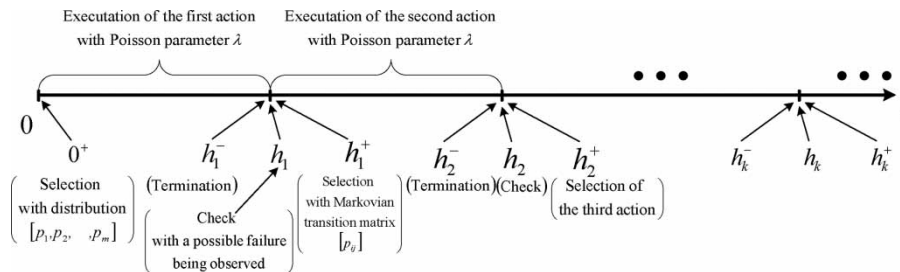 Executation of the first action
with Poisson parameter λ
Executation of the second action
with Poisson parameter λ
0
0⁺
h₁⁻
h₁
h₁⁺
h₂⁻
h₂
h₂⁺
hₖ⁻
hₖ
hₖ⁺
(Selection
with distribution
[p₁,p₂, ,pₘ])
(Termination)
(Check
with a possible failure
being observed)
(Selection
with Markovian
transition matrix
[pᵢⱼ])
(Termination)
(Check)
(Selection of
the third action)